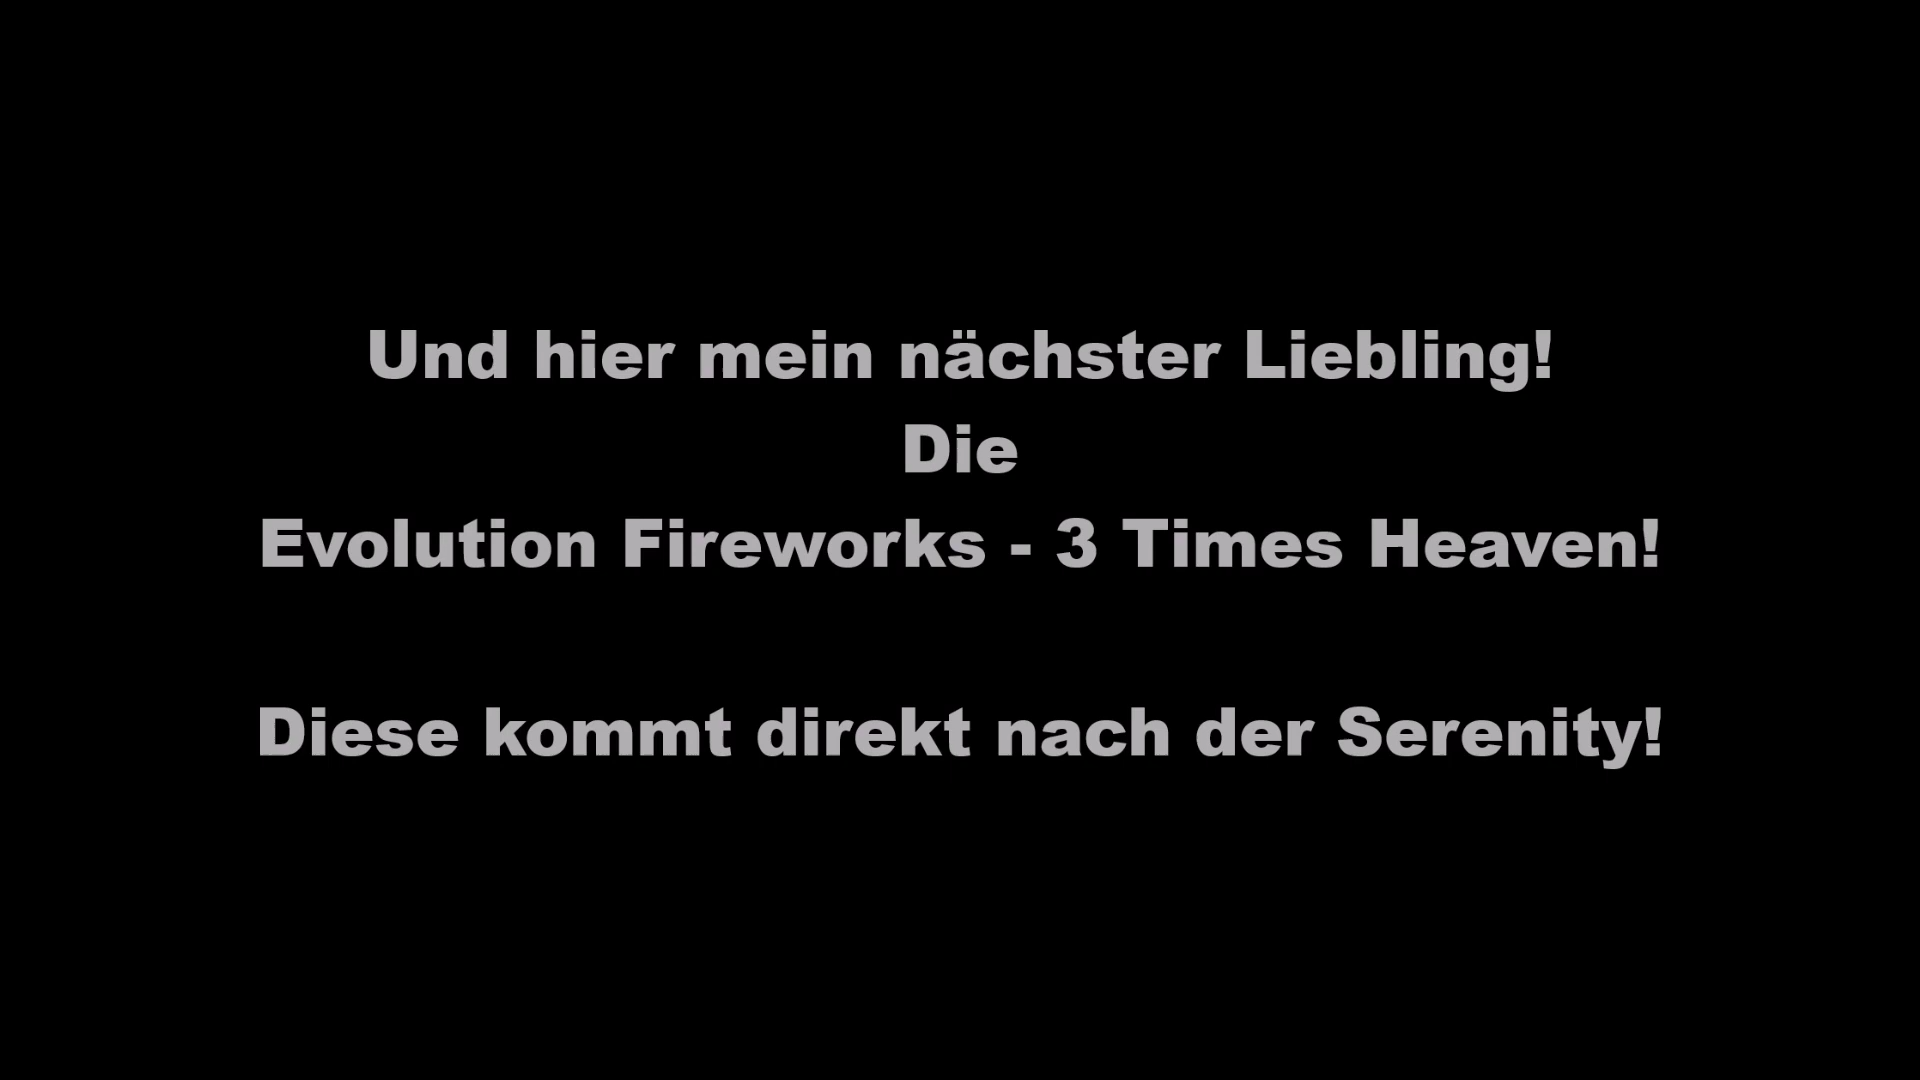 Und hier mein nächster Liebling!
Die
Evolution Fireworks - 3 Times Heaven!
Diese kommt direkt nach der Serenity!